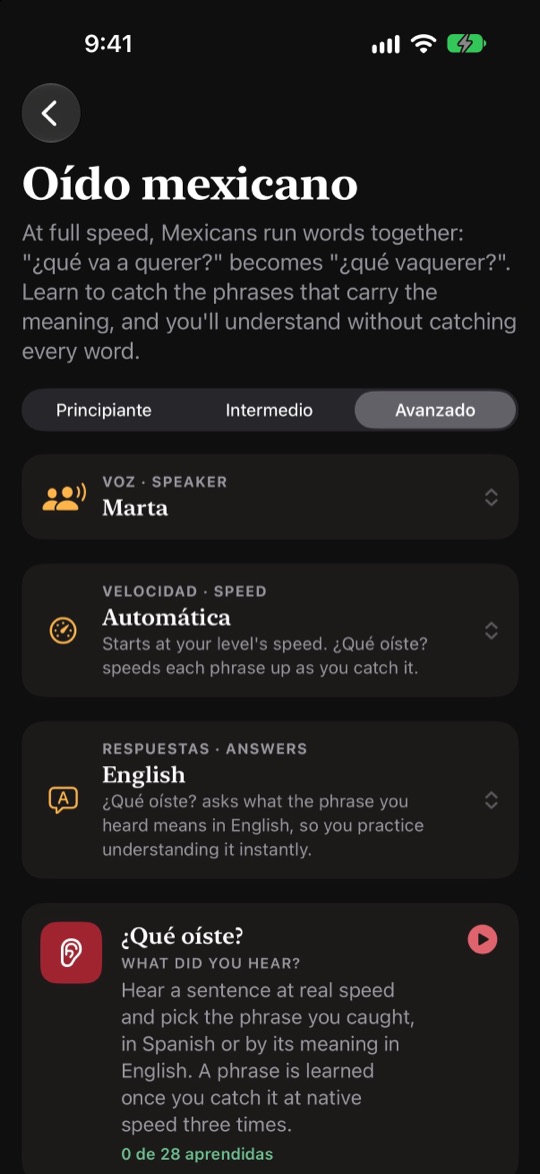 9:41
Oído mexicano
At full speed, Mexicans run words together:
"¿qué va a querer?" becomes "¿qué vaquerer?".
Learn to catch the phrases that carry the
meaning, and you'll understand without catching
every word.
Principiante Intermedio Avanzado
VOZ · SPEAKER
Marta
VELOCIDAD · SPEED
Automática
Starts at your level's speed. ¿Qué oíste?
speeds each phrase up as you catch it.
RESPUESTAS · ANSWERS
English
¿Qué oíste? asks what the phrase you
heard means in English, so you practice
understanding it instantly.
¿Qué oíste?
WHAT DID YOU HEAR?
Hear a sentence at real speed
and pick the phrase you caught,
in Spanish or by its meaning in
English. A phrase is learned
once you catch it at native
speed three times.
0 de 28 aprendidas